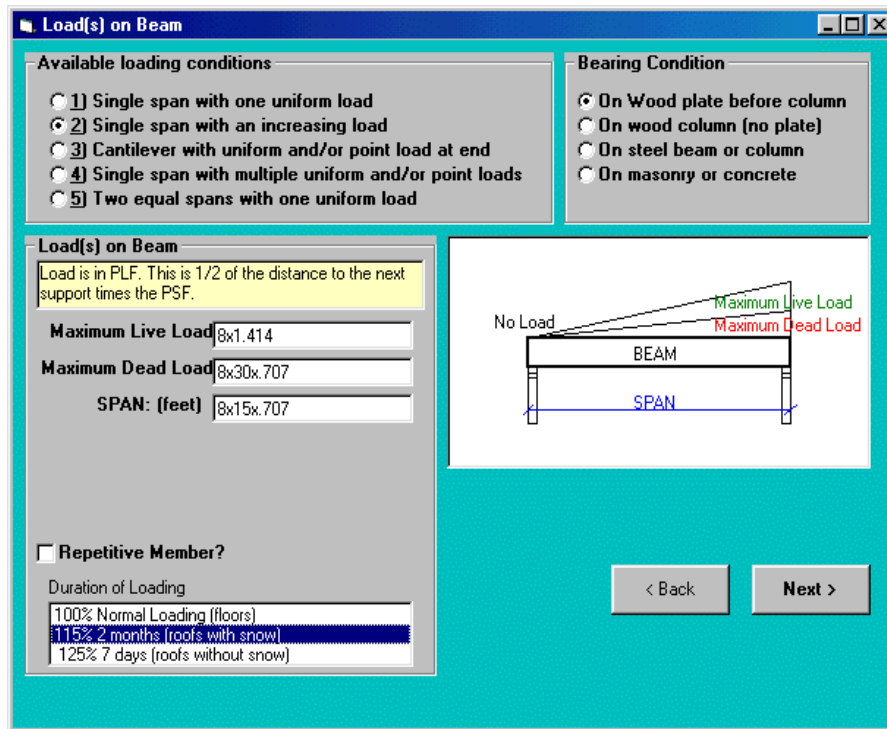 Load(s) on Beam
Available loading conditions
1) Single span with one uniform load
2) Single span with an increasing load
3) Cantilever with uniform and/or point load at end
4) Single span with multiple uniform and/or point loads
5) Two equal spans with one uniform load
Bearing Condition
On Wood plate before column
On wood column (no plate)
On steel beam or column
On masonry or concrete
Load(s) on Beam
Load is in PLF. This is 1/2 of the distance to the next
support times the PSF.
Maximum Live Load 8x1.414
Maximum Dead Load 8x30x.707
SPAN: (feet) 8x15x.707
Repetitive Member?
Duration of Loading
100% Normal Loading (floors)
115% 2 months (roofs with snow)
125% 7 days (roofs without snow)
Maximum Live Load
No Load
Maximum Dead Load
BEAM
SPAN
< Back
Next >